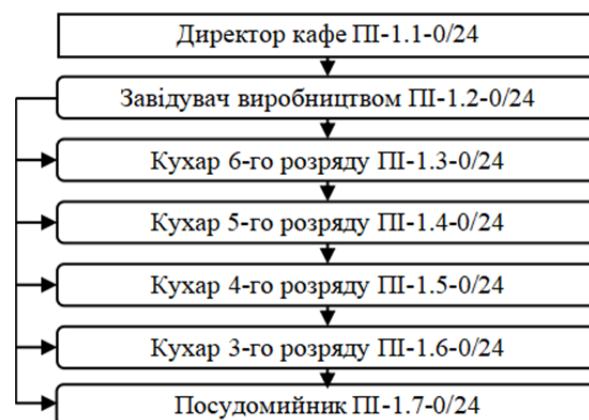 Директор кафе ПІ-1.1-0/24
Завідувач виробництвом ПІ-1.2-0/24
Кухар 6-го розряду ПІ-1.3-0/24
Кухар 5-го розряду ПІ-1.4-0/24
Кухар 4-го розряду ПІ-1.5-0/24
Кухар 3-го розряду ПІ-1.6-0/24
Посудомийник ПІ-1.7-0/24